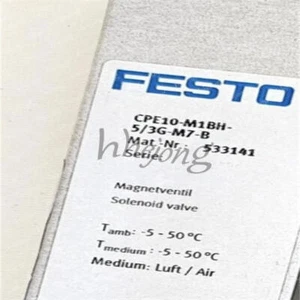 FESTO
CPE10-M1BH-
5/3G-M7-B
Mat.-Nr.: 533141
Serie:
Magnetventil
Solenoid valve
Tamb: -5 - 50 °C
Tmedium: -5 - 50 °C
Medium: Luft / Air